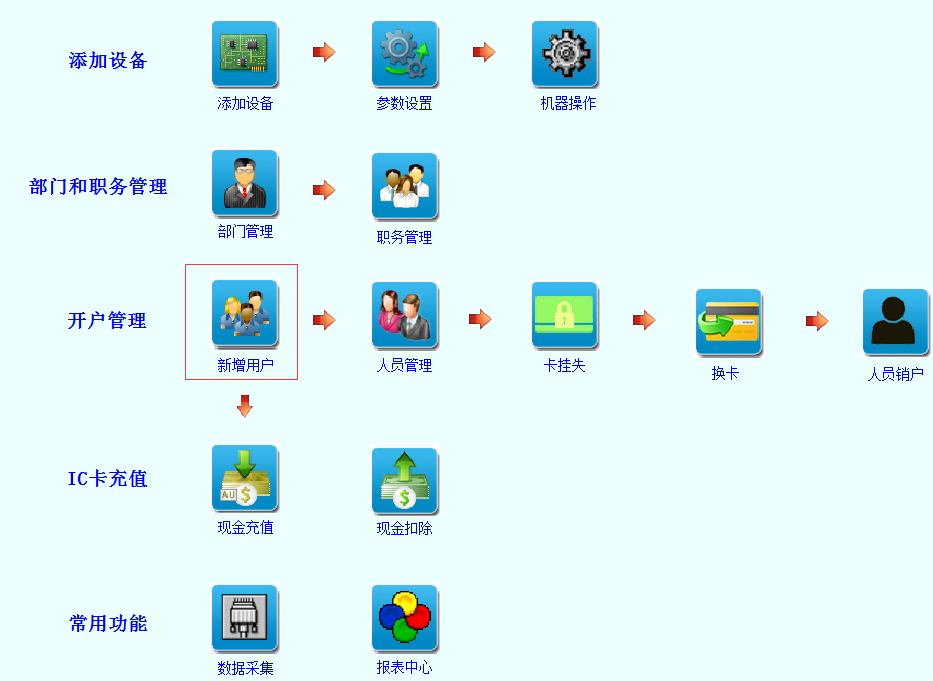 添加设备
添加设备
参数设置
机器操作
部门和职务管理
部门管理
职务管理
开户管理
新增用户
人员管理
卡挂失
换卡
人员销户
IC卡充值
AU
$
现金充值
$
现金扣除
常用功能
数据采集
报表中心